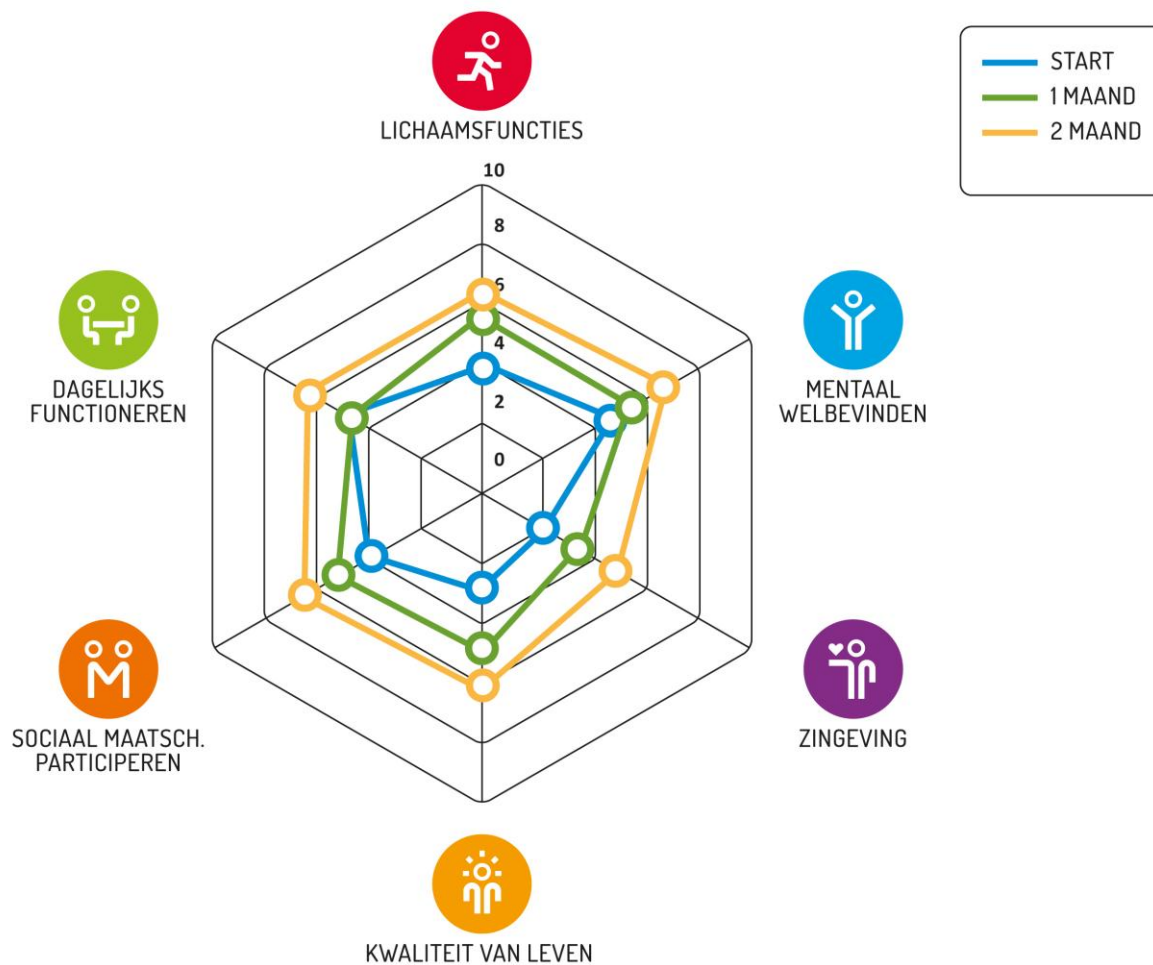 LICHAAMSFUNCTIES
START
1 MAAND
2 MAAND
10
8
6
4
2
0
DAGELIJKS
FUNCTIONEREN
MENTAAL
WELBEVINDEN
SOCIAAL MAATSCH.
PARTICIPEREN
ZINGEVING
KWALITEIT VAN LEVEN